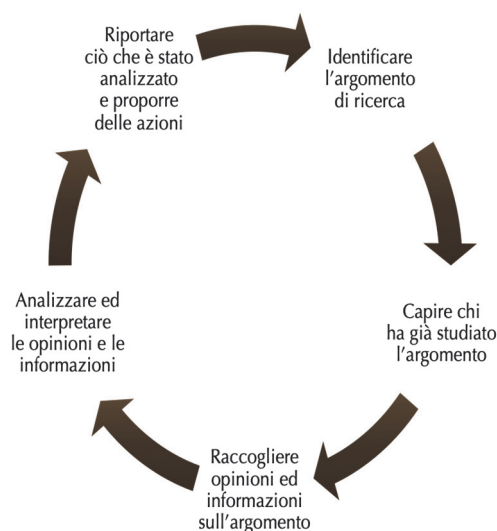 Riportare
ciò che è stato
analizzato
e proporre
delle azioni
Identificare
l'argomento
di ricerca
Capire chi
ha già studiato
l'argomento
Raccogliere
opinioni ed
informazioni
sull'argomento
Analizzare ed
interpretare
le opinioni e le
informazioni